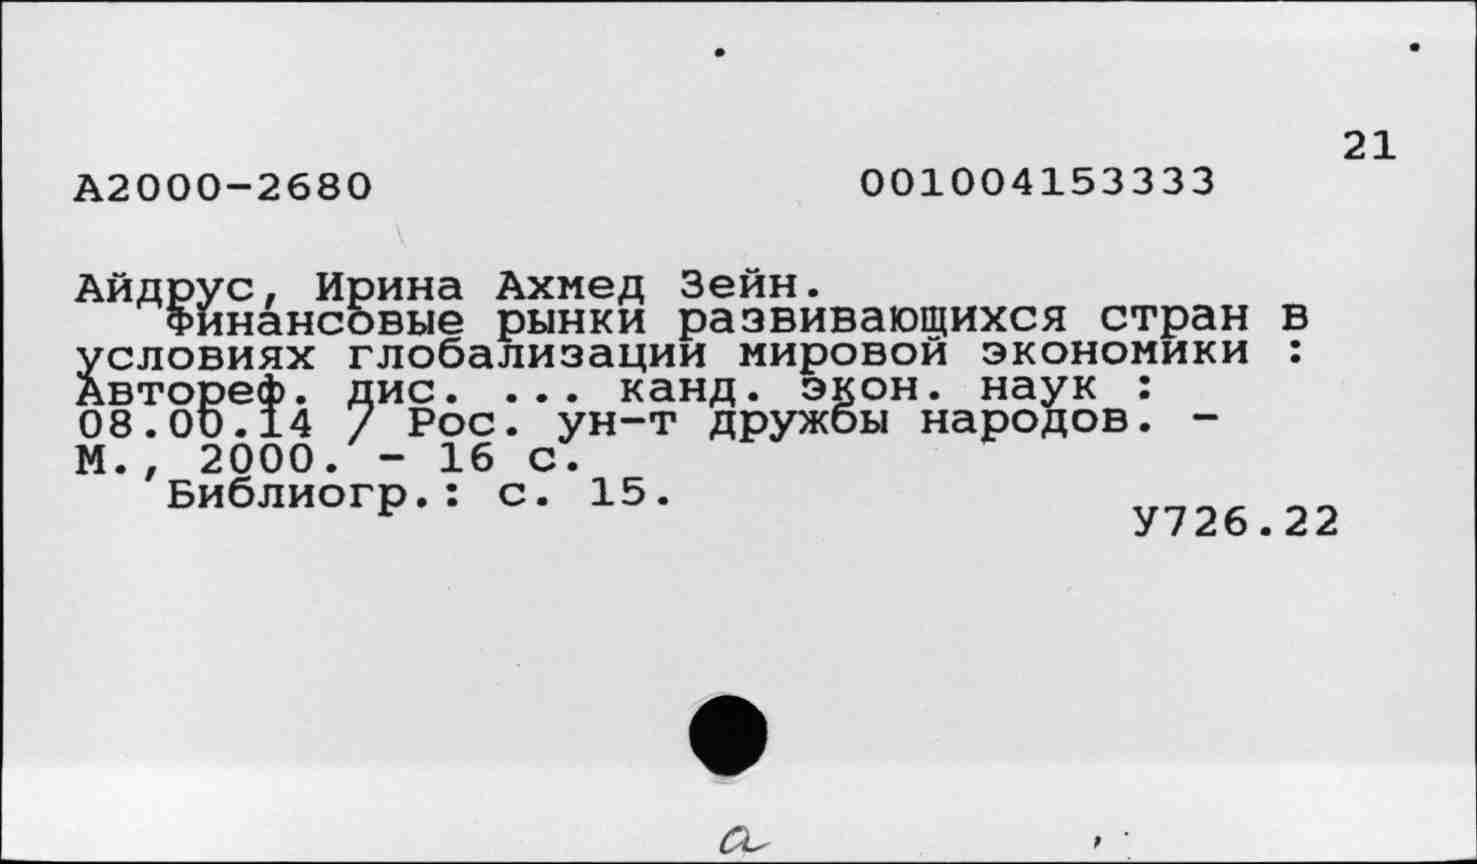 21
А2000-2680 001004153333
Айдрус, Ирина Ахмед Зейн.
Финансовые рынки развивающихся стран в
условиях глобализации мировой экономики :
Автореф. дис. ... канд. экон. наук :
08.00.14 / Рос. ун-т дружбы народов. -
М., 2000. - 16 с.
Библиогр.: с. 15.
У726.22
а